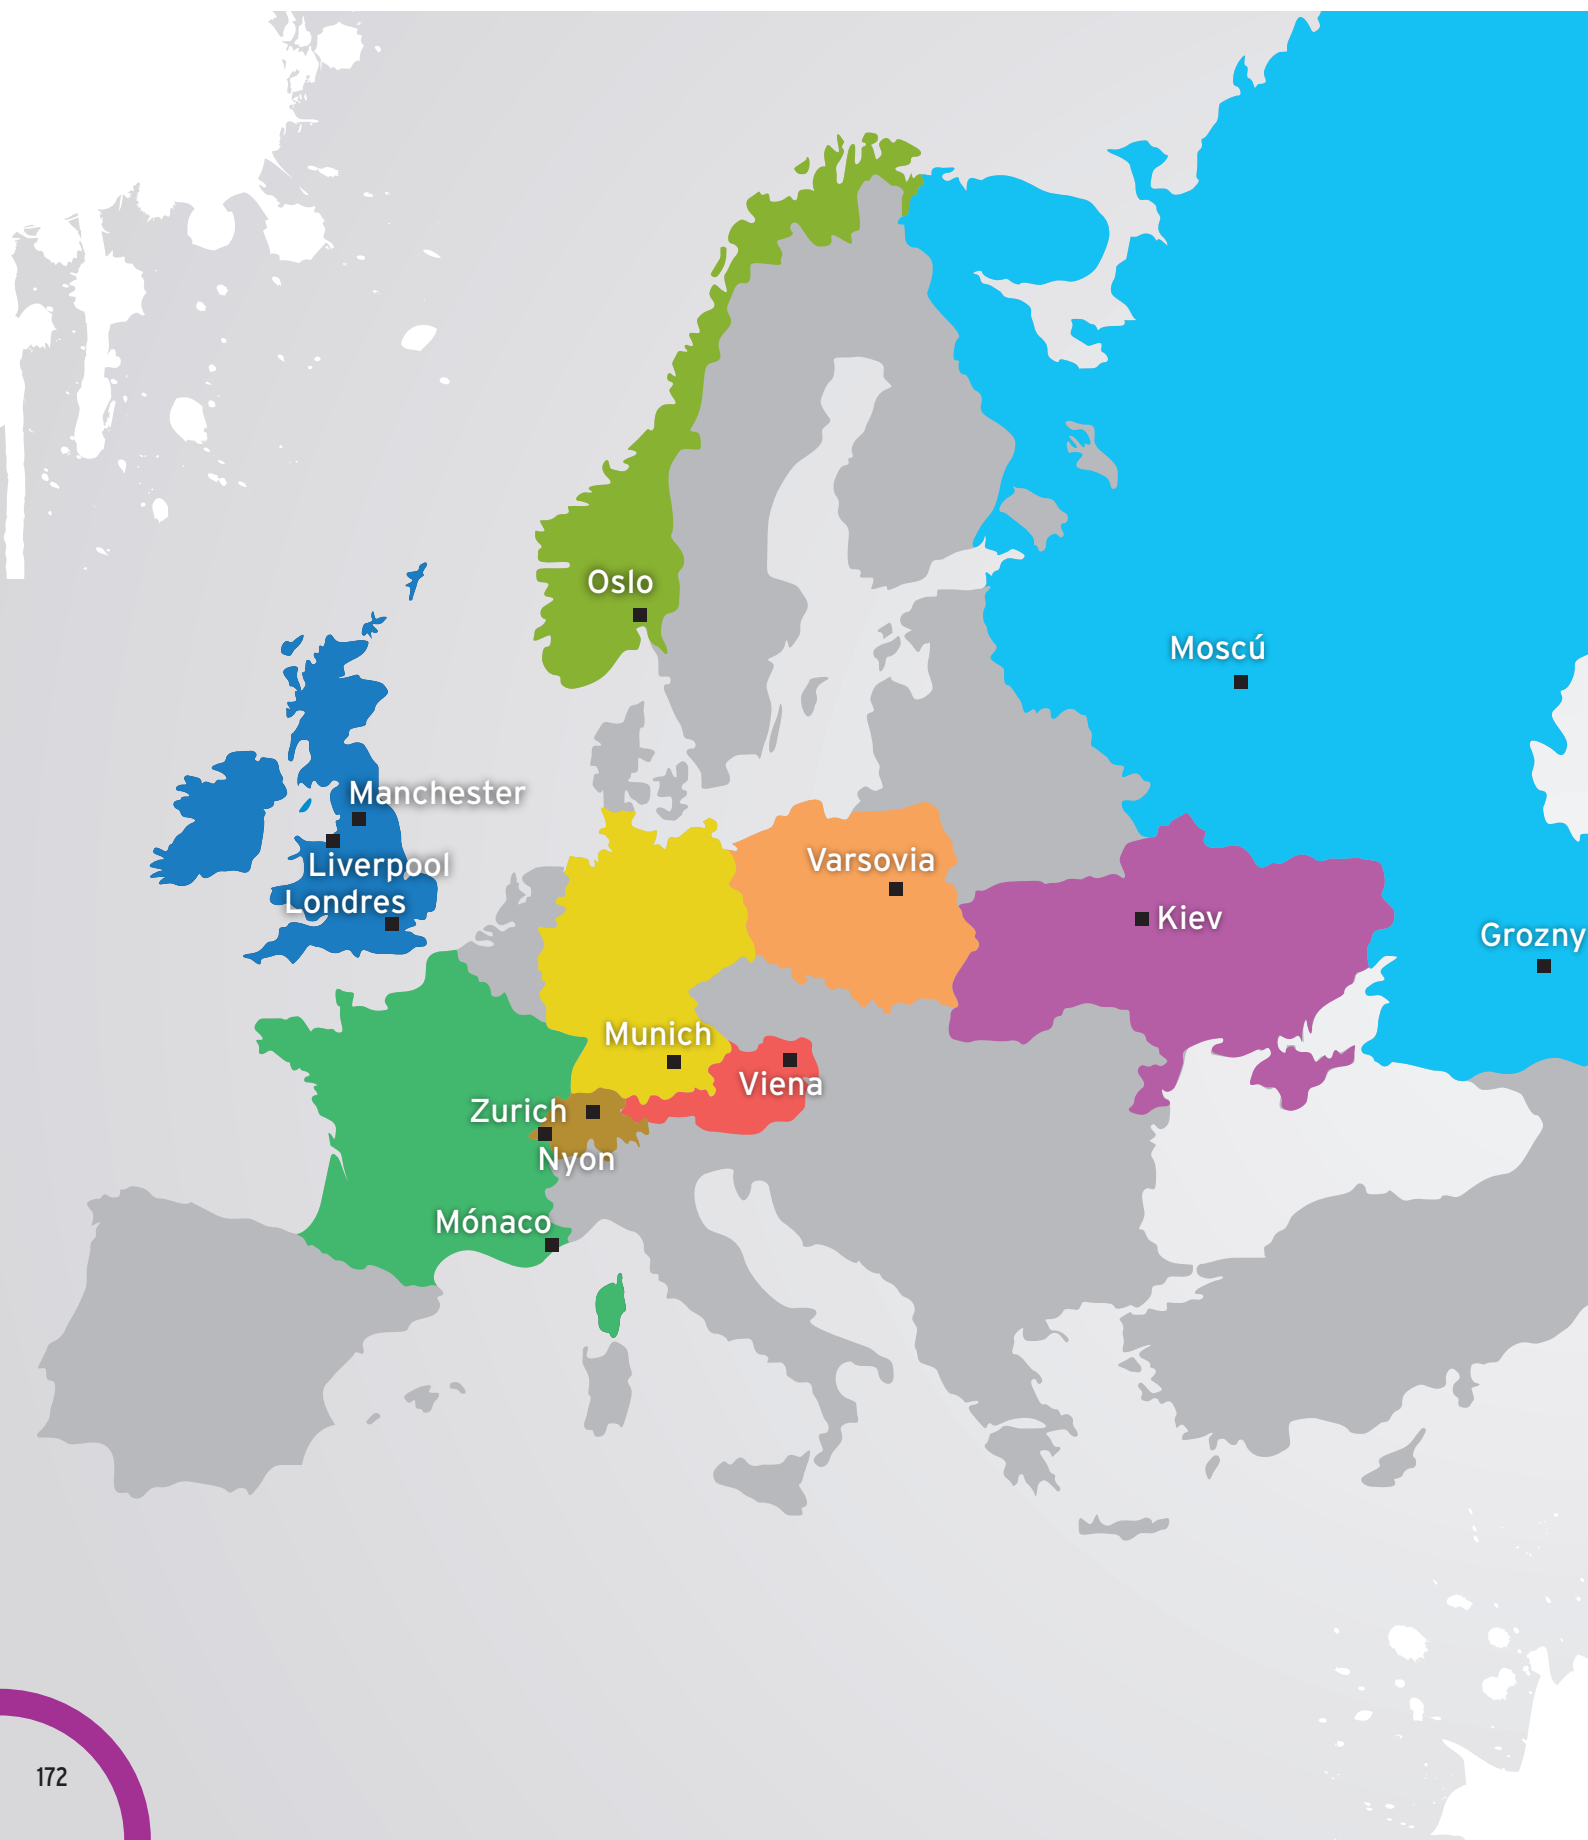 Oslo
Moscú
Manchester
Liverpool
Londres
Varsovia
Kiev
Grozny
Munich
Viena
Zurich
Nyon
Mónaco
172